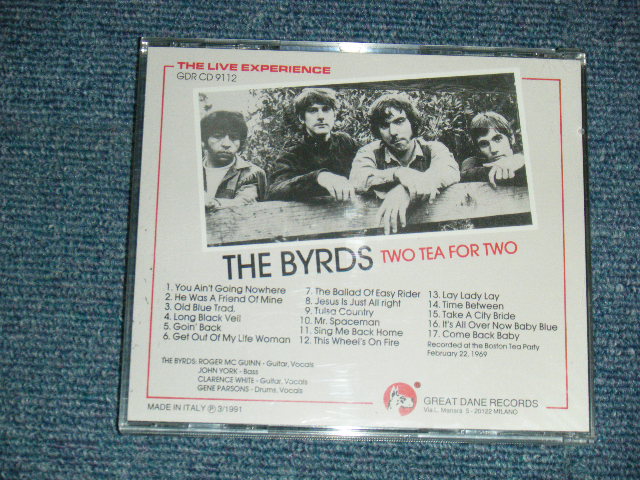 THE LIVE EXPERIENCE
GDR CD 9112
THE BYRDS TWO TEA FOR TWO
1. You Ain't Going Nowhere
2. He Was A Friend Of Mine
3. Old Blue Trad.
4. Long Black Veil
5. Goin' Back
6. Get Out Of My Life Woman
7. The Ballad Of Easy Rider
8. Jesus Is Just All right
9. Tulsa Country
10. Mr. Spaceman
11. Sing Me Back Home
12. This Wheel's On Fire
13. Lay Lady Lay
14. Time Between
15. Take A City Bride
16. It's All Over Now Baby Blue
17. Come Back Baby
Recorded at the Boston Tea Party
February 22, 1969
THE BYRDS: ROGER MC GUINN - Guitar, Vocals
JOHN YORK - Bass
CLARENCE WHITE - Guitar, Vocals
GENE PARSONS - Drums, Vocals
MADE IN ITALY Ⓟ 3/1991
GREAT DANE RECORDS
Via L. Manara 5 - 20122 MILANO